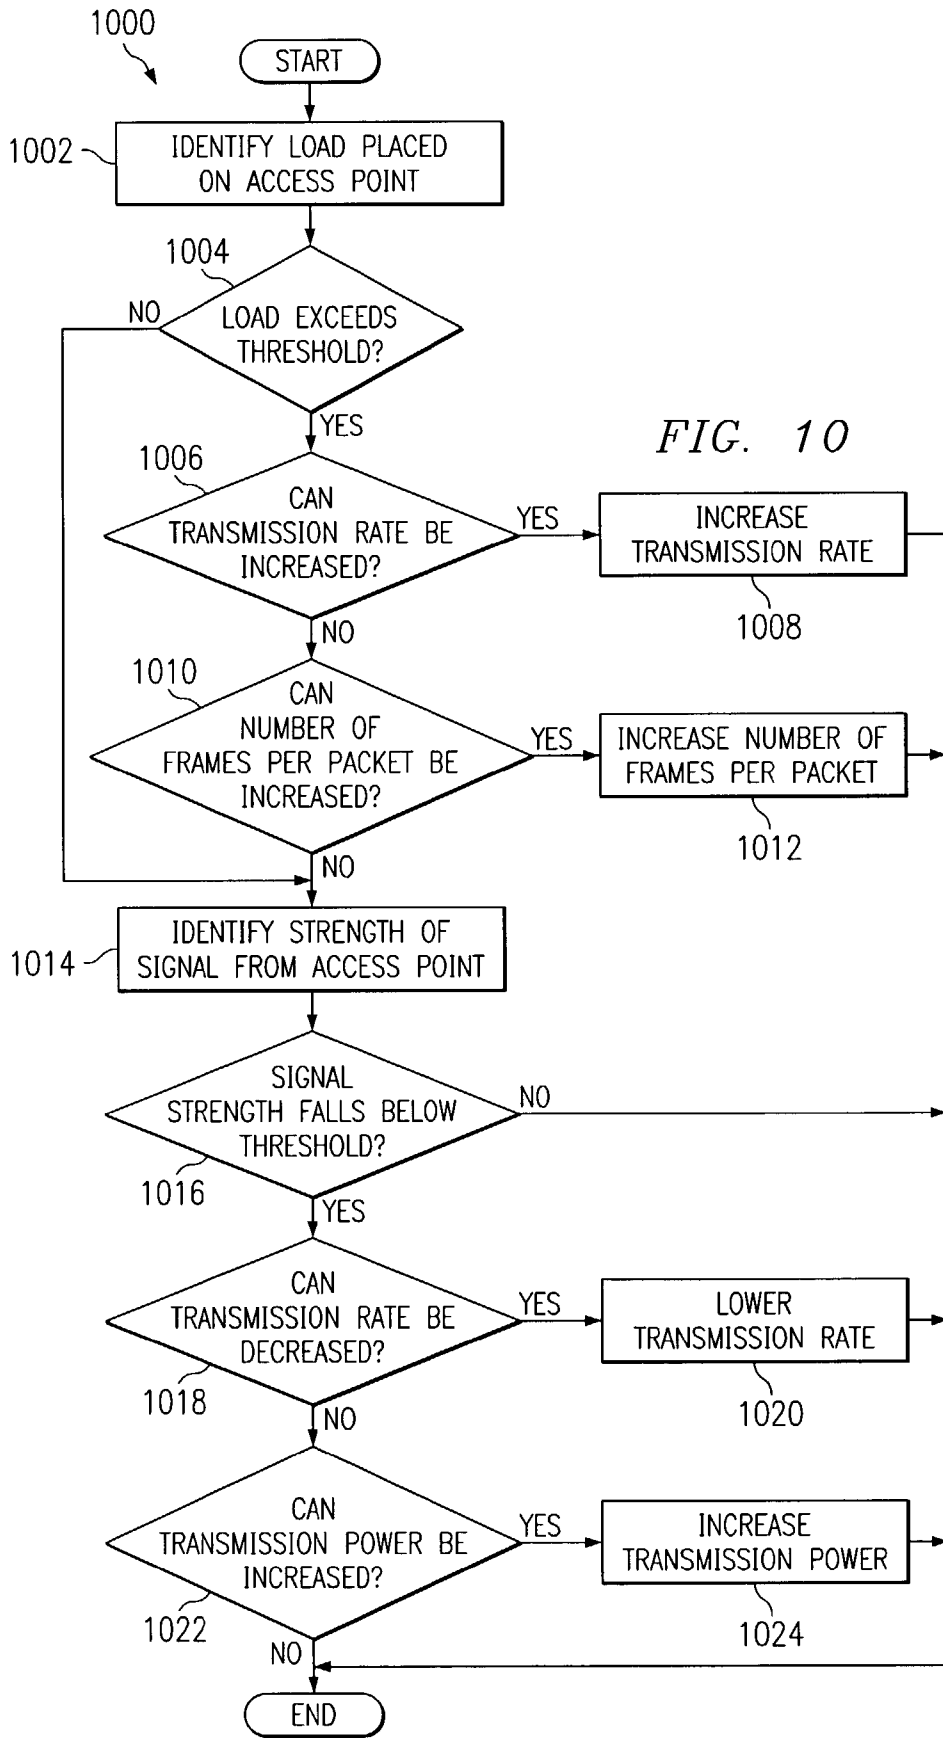 1000
START
1002
IDENTIFY LOAD PLACED
ON ACCESS POINT
1004
NO
LOAD EXCEEDS
THRESHOLD?
YES
FIG. 10
1006
CAN
TRANSMISSION RATE BE
INCREASED?
YES
INCREASE
TRANSMISSION RATE
1008
NO
1010
CAN
NUMBER OF
FRAMES PER PACKET BE
INCREASED?
YES
INCREASE NUMBER OF
FRAMES PER PACKET
1012
NO
1014
IDENTIFY STRENGTH OF
SIGNAL FROM ACCESS POINT
SIGNAL
STRENGTH FALLS BELOW
THRESHOLD?
NO
1016
YES
CAN
TRANSMISSION RATE BE
DECREASED?
YES
LOWER
TRANSMISSION RATE
1018
1020
NO
CAN
TRANSMISSION POWER BE
INCREASED?
YES
INCREASE
TRANSMISSION POWER
1022
1024
NO
END